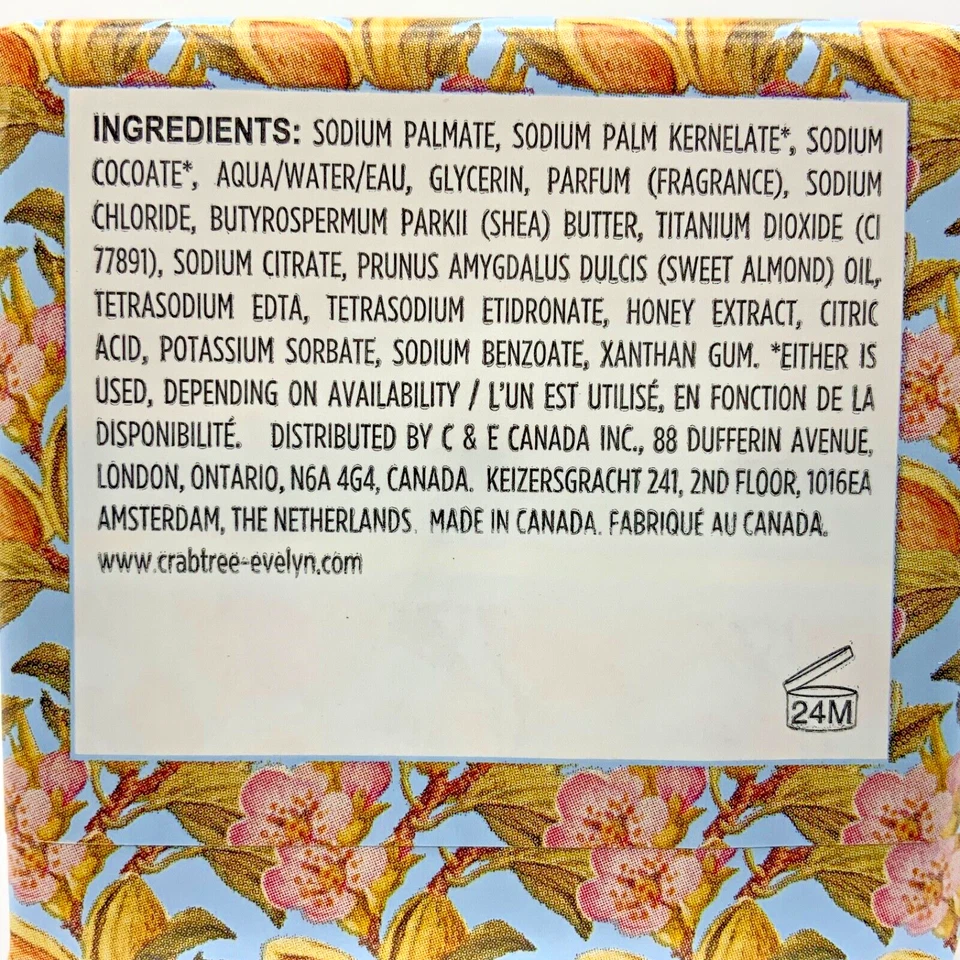 INGREDIENTS: SODIUM PALMATE, SODIUM PALM KERNELATE*, SODIUM
COCOATE*, AQUA/WATER/EAU, GLYCERIN, PARFUM (FRAGRANCE), SODIUM
CHLORIDE, BUTYROSPERMUM PARKII (SHEA) BUTTER, TITANIUM DIOXIDE (CI
77891), SODIUM CITRATE, PRUNUS AMYGDALUS DULCIS (SWEET ALMOND) OIL,
TETRASODIUM EDTA, TETRASODIUM ETIDRONATE, HONEY EXTRACT, CITRIC
ACID, POTASSIUM SORBATE, SODIUM BENZOATE, XANTHAN GUM. *EITHER IS
USED, DEPENDING ON AVAILABILITY / L'UN EST UTILISÉ, EN FONCTION DE LA
DISPONIBILITÉ. DISTRIBUTED BY C & E CANADA INC., 88 DUFFERIN AVENUE,
LONDON, ONTARIO, N6A 4G4, CANADA. KEIZERSGRACHT 241, 2ND FLOOR, 1016EA
AMSTERDAM, THE NETHERLANDS. MADE IN CANADA. FABRIQUÉ AU CANADA.
www.crabtree-evelyn.com
24M